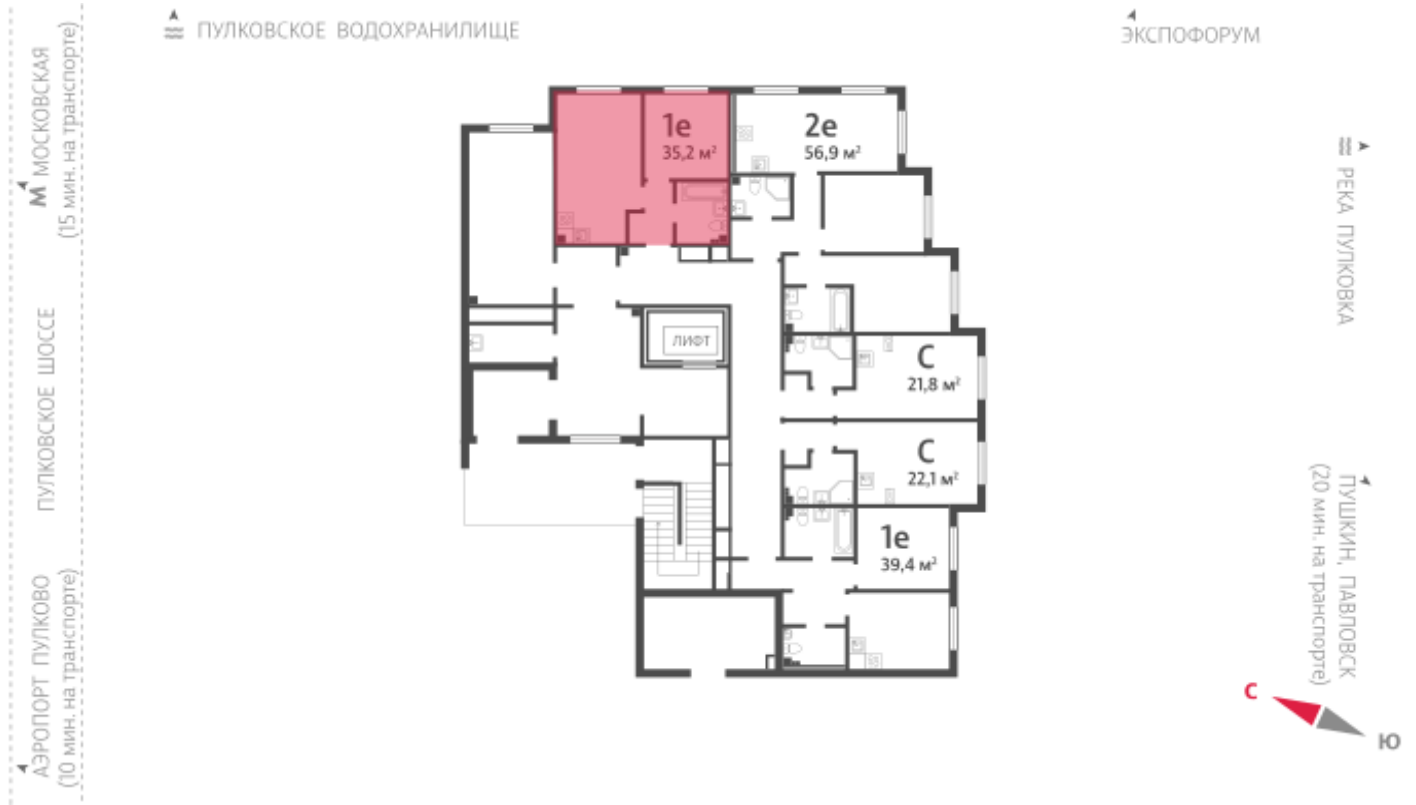 ПУЛКОВСКОЕ ВОДОХРАНИЛИЩЕ
ЭКСПОФОРУМ
М МОСКОВСКАЯ
(15 мин. на транспорте)
ПУЛКОВСКОЕ ШОССЕ
АЭРОПОРТ ПУЛКОВО
(10 мин. на транспорте)
1е
35,2 м²
2е
56,9 м²
ЛИФТ
С
21,8 м²
С
22,1 м²
1е
39,4 м²
РЕКА ПУЛКОВКА
ПУШКИН, ПАВЛОВСК
(20 мин. на транспорте)
С
Ю